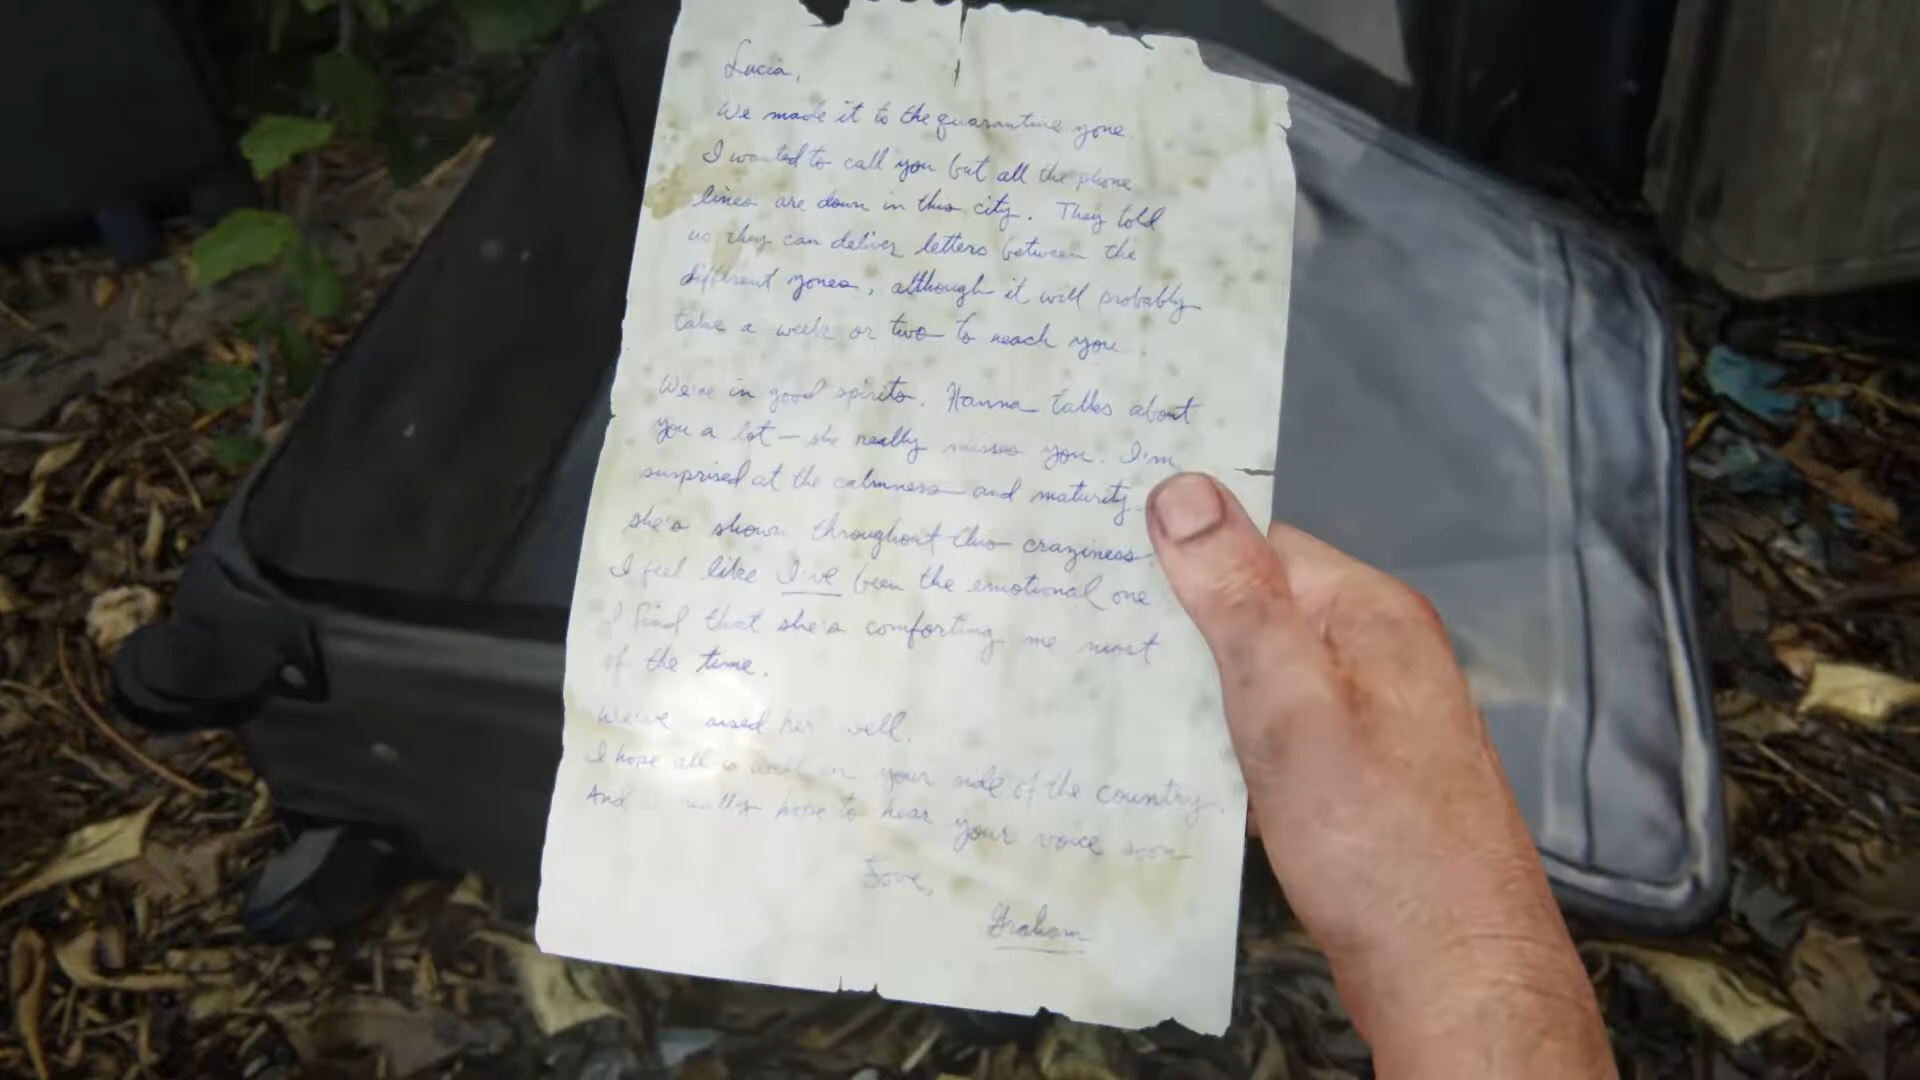 Lucia,
We made it to the quarantine zone.
I wanted to call you but all the phone
lines are down in this city. They told
us they can deliver letters between the
different zones, although it will probably
take a week or two to reach you.
We're in good spirits. Hanna talks about
you a lot — she really misses you. I'm
surprised at the calmness and maturity
she's shown throughout this craziness.
I feel like I've been the emotional one
I find that she's comforting me most
of the time.
We've raised her well.
I hope all is well on your side of the country.
And really hope to hear your voice soon
Love,
Graham